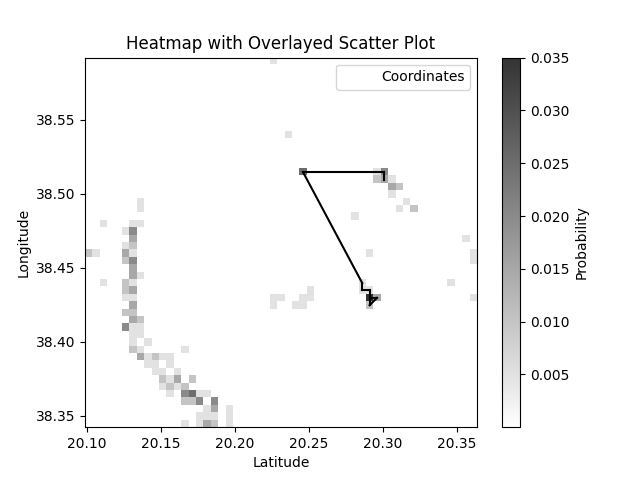 Heatmap with Overlayed Scatter Plot
Coordinates
38.55
38.50
38.45
38.40
38.35
Longitude
20.10 20.15 20.20 20.25 20.30 20.35
Latitude
0.035
0.030
0.025
0.020
0.015
0.010
0.005
Probability